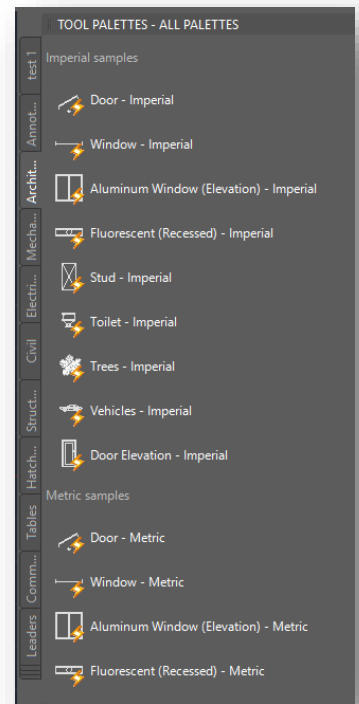 TOOL PALETTES - ALL PALETTES
test 1
Annot...
Archit...
Mecha...
Electri...
Civil
Struct...
Hatch...
Tables
Comm...
Leaders
Imperial samples
Door - Imperial
Window - Imperial
Aluminum Window (Elevation) - Imperial
Fluorescent (Recessed) - Imperial
Stud - Imperial
Toilet - Imperial
Trees - Imperial
Vehicles - Imperial
Door Elevation - Imperial
Metric samples
Door - Metric
Window - Metric
Aluminum Window (Elevation) - Metric
Fluorescent (Recessed) - Metric